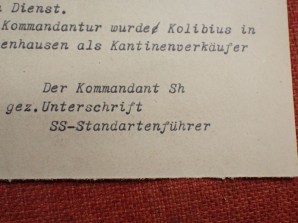 Dienst.
Kommandantur wurde Kolibius in
enhausen als Kantinenverkäufer
Der Kommandant Sh
gez.Unterschrift
SS-Standartenführer